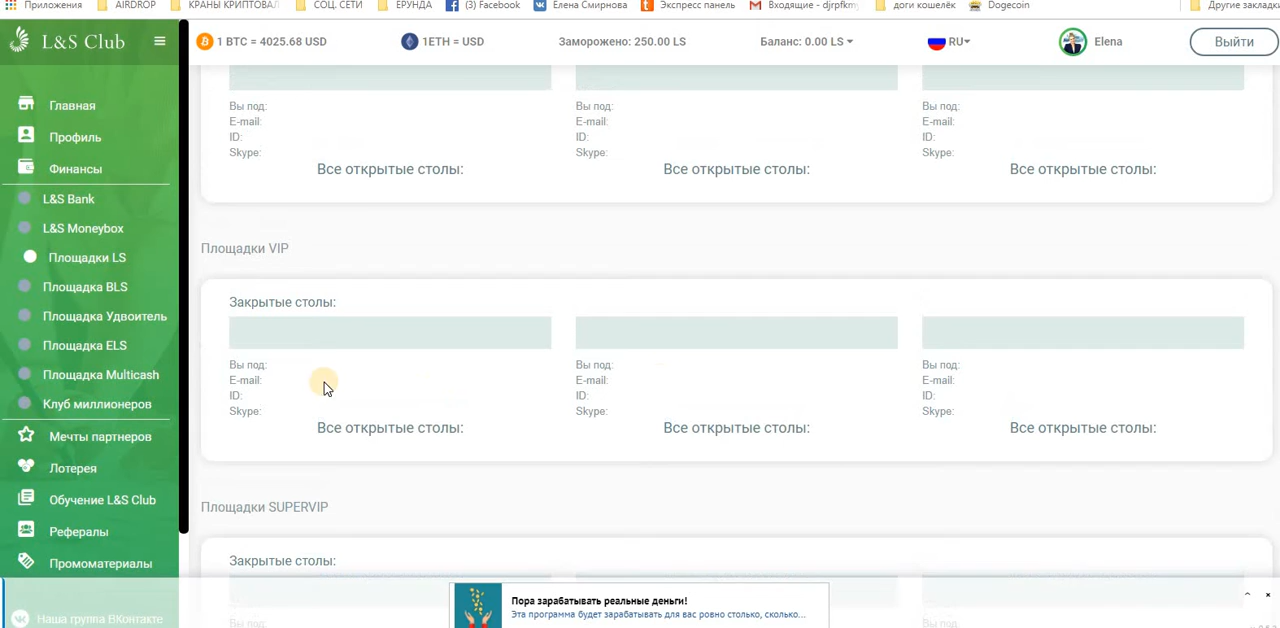 Приложения AIRDROP КРАНЫ КРИПТОВАЛ СОЦ. СЕТИ ЕРУНДА (3) Facebook Елена Смирнова Экспресс панель Входящие - djrpfkmy доги кошелёк Dogecoin Другие закладки
L&S Club
1 BTC = 4025.68 USD 1ETH = USD Заморожено: 250.00 LS Баланс: 0.00 LS RU Elena Выйти
Главная
Профиль
Финансы
L&S Bank
L&S Moneybox
Площадки LS
Площадка BLS
Площадка Удвоитель
Площадка ELS
Площадка Multicash
Клуб миллионеров
Мечты партнеров
Лотерея
Обучение L&S Club
Рефералы
Промоматериалы
Наша группа ВКонтакте
Вы под: Вы под: Вы под:
E-mail: E-mail: E-mail:
ID: ID: ID:
Skype: Skype: Skype:
Все открытые столы: Все открытые столы: Все открытые столы:
Площадки VIP
Закрытые столы:
Вы под: Вы под: Вы под:
E-mail: E-mail: E-mail:
ID: ID: ID:
Skype: Skype: Skype:
Все открытые столы: Все открытые столы: Все открытые столы:
Площадки SUPERVIP
Закрытые столы:
Вы под: Вы под:
Пора зарабатывать реальные деньги!
Эта программа будет зарабатывать для вас ровно столько, сколько...